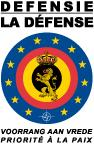 DEFENSIE
LA DÉFENSE
VOORRANG AAN VREDE
PRIORITÉ À LA PAIX